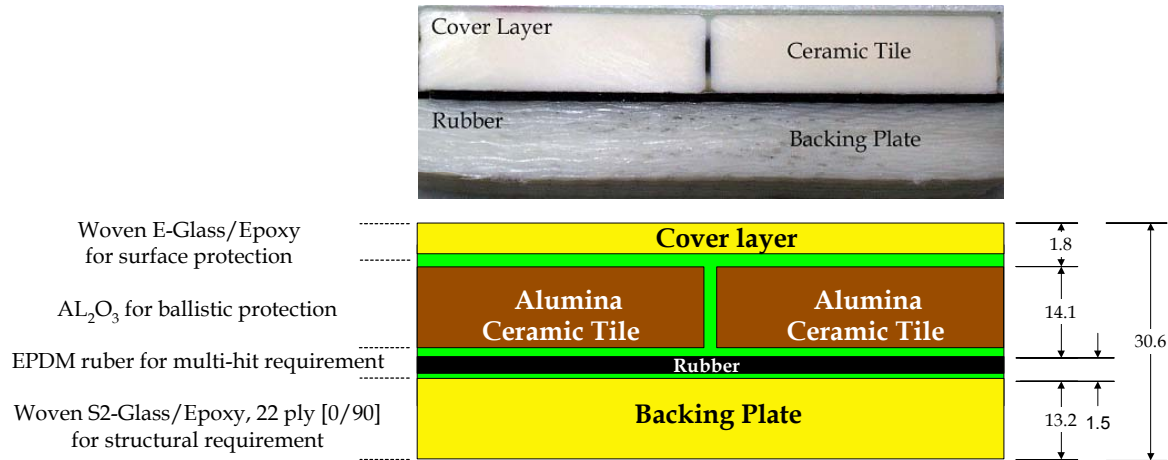 Cover Layer
Ceramic Tile
Rubber
Backing Plate
Woven E-Glass/Epoxy
for surface protection
AL₂O₃ for ballistic protection
EPDM ruber for multi-hit requirement
Woven S2-Glass/Epoxy, 22 ply [0/90]
for structural requirement
Cover layer
Alumina
Ceramic Tile
Alumina
Ceramic Tile
Rubber
Backing Plate
1.8
14.1
30.6
13.2
1.5